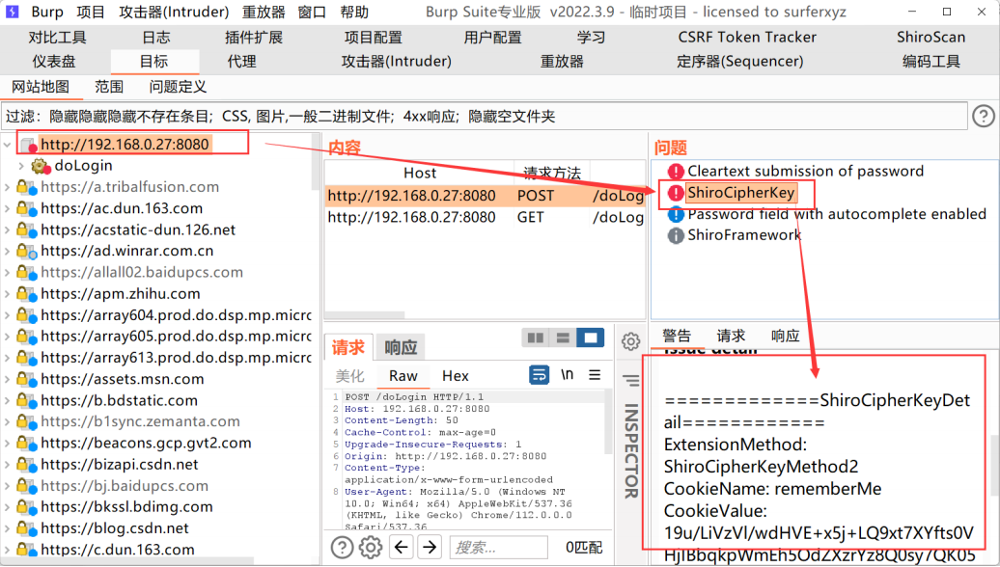 Burp 项目 攻击器(Intruder) 重放器 窗口 帮助 Burp Suite专业版 v2022.3.9 - 临时项目 - licensed to surferxyz
对比工具 日志 插件扩展 项目配置 用户配置 学习 CSRF Token Tracker ShiroScan
仪表盘 目标 代理 攻击器(Intruder) 重放器 定序器(Sequencer) 编码工具
网站地图 范围 问题定义
过滤: 隐藏隐藏隐藏不存在条目; CSS, 图片,一般二进制文件; 4xx响应; 隐藏空文件夹
http://192.168.0.27:8080
doLogin
https://a.tribalfusion.com
https://ac.dun.163.com
https://acstatic-dun.126.net
https://ad.winrar.com.cn
https://allall02.baidupcs.com
https://apm.zhihu.com
https://array604.prod.do.dsp.mp.micro
https://array605.prod.do.dsp.mp.micro
https://array613.prod.do.dsp.mp.micro
https://assets.msn.com
https://b.bdstatic.com
https://b1sync.zemanta.com
https://beacons.gcp.gvt2.com
https://bizapi.csdn.net
https://bj.baidupcs.com
https://bkssl.bdimg.com
https://blog.csdn.net
https://c.dun.163.com
内容
Host 请求方法
http://192.168.0.27:8080 POST /doLog
http://192.168.0.27:8080 GET /doLog
请求 响应
美化 Raw Hex \n
1 POST /doLogin HTTP/1.1
2 Host: 192.168.0.27:8080
3 Content-Length: 50
4 Cache-Control: max-age=0
5 Upgrade-Insecure-Requests: 1
6 Origin: http://192.168.0.27:8080
7 Content-Type:
application/x-www-form-urlencoded
8 User-Agent: Mozilla/5.0 (Windows NT
10.0; Win64; x64) AppleWebKit/537.36
(KHTML, like Gecko) Chrome/112.0.0.0
Safari/537.36
搜索... 0匹配
INSPECTOR
问题
Cleartext submission of password
ShiroCipherKey
Password field with autocomplete enabled
ShiroFramework
警告 请求 响应
Issue detail
=============ShiroCipherKeyDet
ail============
ExtensionMethod:
ShiroCipherKeyMethod2
CookieName: rememberMe
CookieValue:
19u/LiVzVl/wdHVE+x5j+LQ9xt7XYfts0V
HjIBbqkpWmEh5OdZXzrYz8Q0sy7QK05